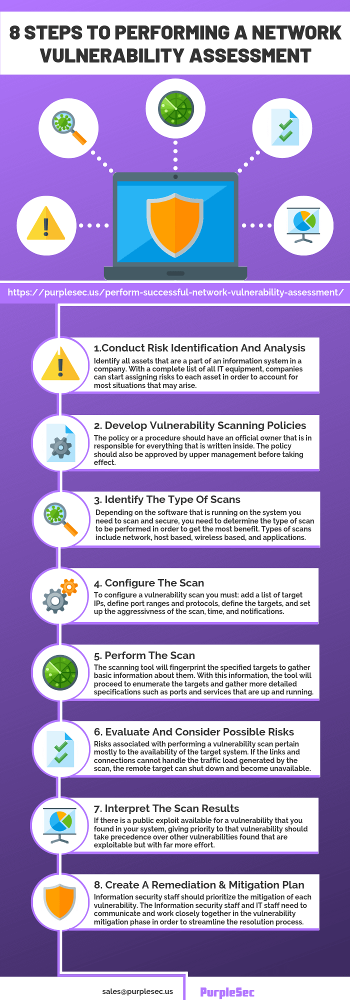 8 STEPS TO PERFORMING A NETWORK
VULNERABILITY ASSESSMENT
https://purplesec.us/perform-successful-network-vulnerability-assessment/
1.Conduct Risk Identification And Analysis
Identify all assets that are a part of an information system in a
company. With a complete list of all IT equipment, companies
can start assigning risks to each asset in order to account for
most situations that may arise.
2. Develop Vulnerability Scanning Policies
The policy or a procedure should have an official owner that is in
responsible for everything that is written inside. The policy
should also be approved by upper management before taking
effect.
3. Identify The Type Of Scans
Depending on the software that is running on the system you
need to scan and secure, you need to determine the type of scan
to be performed in order to get the most benefit. Types of scans
include network, host based, wireless based, and applications.
4. Configure The Scan
To configure a vulnerability scan you must: add a list of target
IPs, define port ranges and protocols, define the targets, and set
up the aggressivness of the scan, time, and notifications.
5. Perform The Scan
The scanning tool will fingerprint the specified targets to gather
basic information about them. With this information, the tool will
proceed to enumerate the targets and gather more detailed
specifications such as ports and services that are up and running.
6. Evaluate And Consider Possible Risks
Risks associated with performing a vulnerability scan pertain
mostly to the availability of the target system. If the links and
connections cannot handle the traffic load generated by the
scan, the remote target can shut down and become unavailable.
7. Interpret The Scan Results
If there is a public exploit available for a vulnerability that you
found in your system, giving priority to that vulnerability should
take precedence over other vulnerabilities found that are
exploitable but with far more effort.
8. Create A Remediation & Mitigation Plan
Information security staff should prioritize the mitigation of each
vulnerability. The Information security staff and IT staff need to
communicate and work closely together in the vulnerability
mitigation phase in order to streamline the resolution process.
sales@purplesec.us
PurpleSec